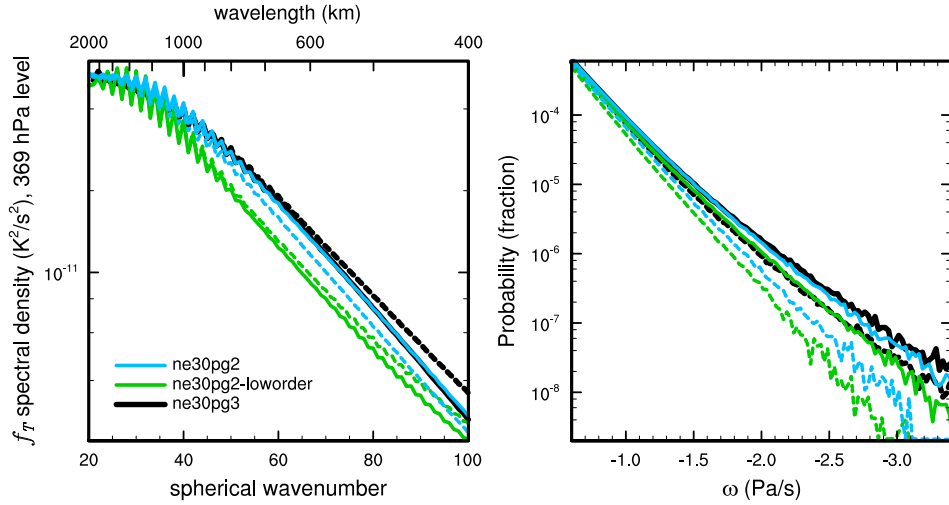 wavelength (km)
2000 1000 600 400
f_T spectral density (K²/s²), 369 hPa level
10⁻¹¹
ne30pg2
ne30pg2-loworder
ne30pg3
20 40 60 80 100
spherical wavenumber
Probability (fraction)
10⁻⁴
10⁻⁵
10⁻⁶
10⁻⁷
10⁻⁸
-1.0 -1.5 -2.0 -2.5 -3.0
ω (Pa/s)